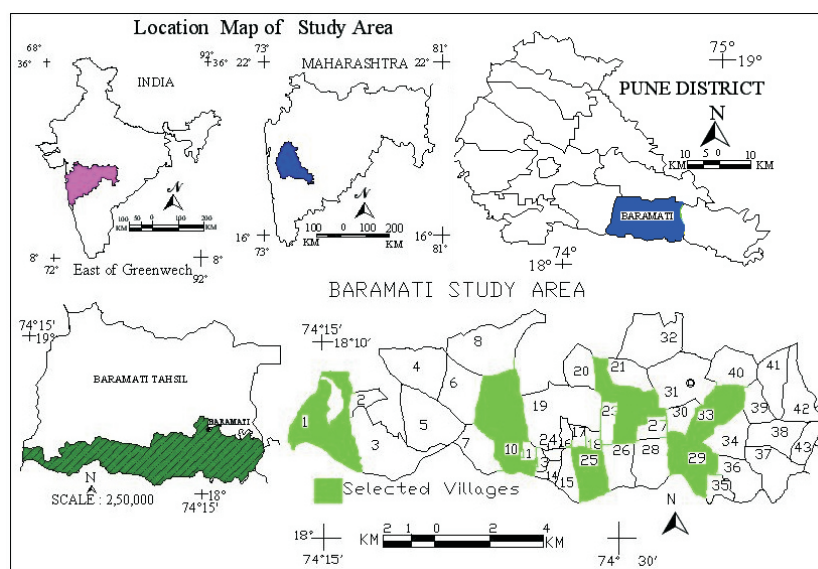 Location Map of Study Area
68° 92°
36° 36°
INDIA
N
100 50 0 100 200
KM KM
8° 8°
72° 92°
East of Greenwech
73° 81°
22° 22°
MAHARASHTRA
N
100 0 100 200
KM KM
16° 16°
73° 81°
75°
19°
PUNE DISTRICT
N
10 5 0 10
KM KM
BARAMATI
74°
18°
BARAMATI STUDY AREA
74°15'
19°
BARAMATI TAHSIL
BARAMATI
N
SCALE : 2,50,000
18°
74°15'
74°15'
18°10'
1
2
3
4
5
6
7
8
10
14
15
17
18
19
20
21
24
25
26
27
28
29
30
31
32
33
34
35
36
37
38
39
40
41
42
43
Selected Villages
N
18°
74°15'
2 1 0 2 4
KM KM
74° 30'